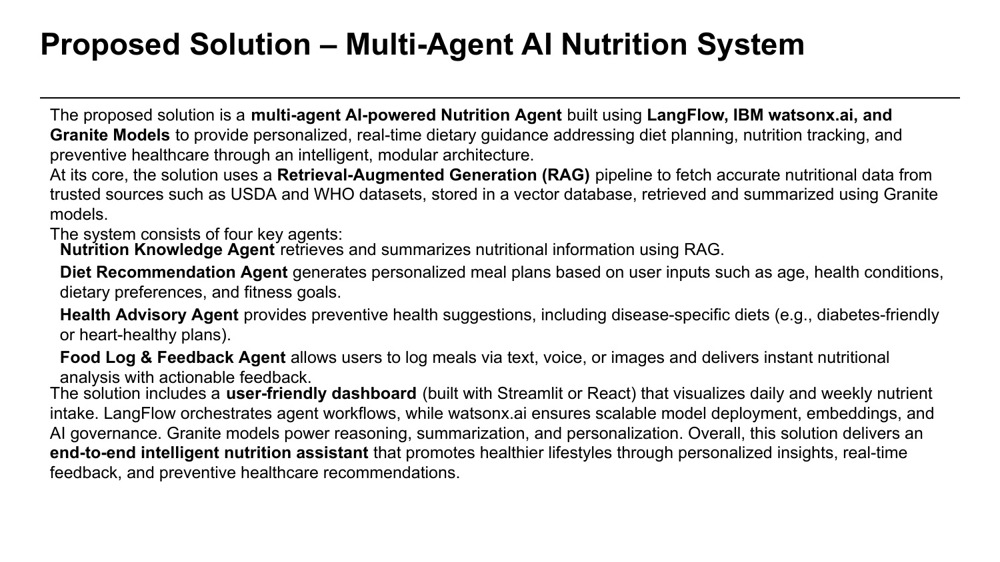 Proposed Solution – Multi-Agent AI Nutrition System
The proposed solution is a multi-agent AI-powered Nutrition Agent built using LangFlow, IBM watsonx.ai, and
Granite Models to provide personalized, real-time dietary guidance addressing diet planning, nutrition tracking, and
preventive healthcare through an intelligent, modular architecture.
At its core, the solution uses a Retrieval-Augmented Generation (RAG) pipeline to fetch accurate nutritional data from
trusted sources such as USDA and WHO datasets, stored in a vector database, retrieved and summarized using Granite
models.
The system consists of four key agents:
Nutrition Knowledge Agent retrieves and summarizes nutritional information using RAG.
Diet Recommendation Agent generates personalized meal plans based on user inputs such as age, health conditions,
dietary preferences, and fitness goals.
Health Advisory Agent provides preventive health suggestions, including disease-specific diets (e.g., diabetes-friendly
or heart-healthy plans).
Food Log & Feedback Agent allows users to log meals via text, voice, or images and delivers instant nutritional
analysis with actionable feedback.
The solution includes a user-friendly dashboard (built with Streamlit or React) that visualizes daily and weekly nutrient
intake. LangFlow orchestrates agent workflows, while watsonx.ai ensures scalable model deployment, embeddings, and
AI governance. Granite models power reasoning, summarization, and personalization. Overall, this solution delivers an
end-to-end intelligent nutrition assistant that promotes healthier lifestyles through personalized insights, real-time
feedback, and preventive healthcare recommendations.